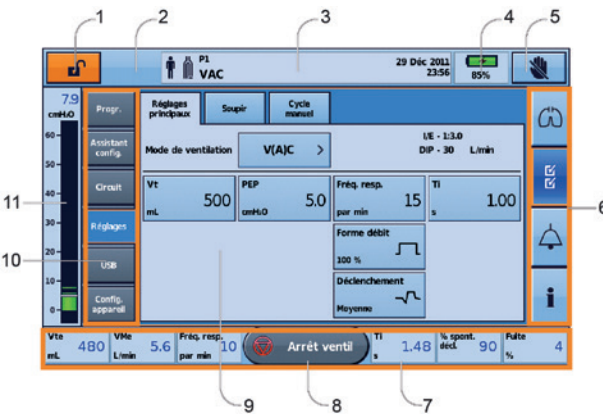 1 2 3 4 5
P1
VAC
29 Déc 2011
23:56
85%
7.9
cmH2O
60
50
40
30
20
10
0
Progr.
Assistant config.
Circuit
Réglages
USB
Config. appareil
Réglages principaux
Soupir
Cycle manuel
Mode de ventilation
V(A)C >
I/E - 1:3.0
DIP - 30 L/min
Vt
500
mL
PEP
5.0
cmH2O
Fréq. resp.
15
par min
Ti
1.00
s
Forme débit
100 %
Déclenchement
Moyenne
i
6
11
10
Vte
480
mL
VMe
5.6
L/min
Fréq. resp.
10
par min
Arrêt ventil
Ti
1.48
s
% spont. décl.
90
Fuite
4
%
9 8 7